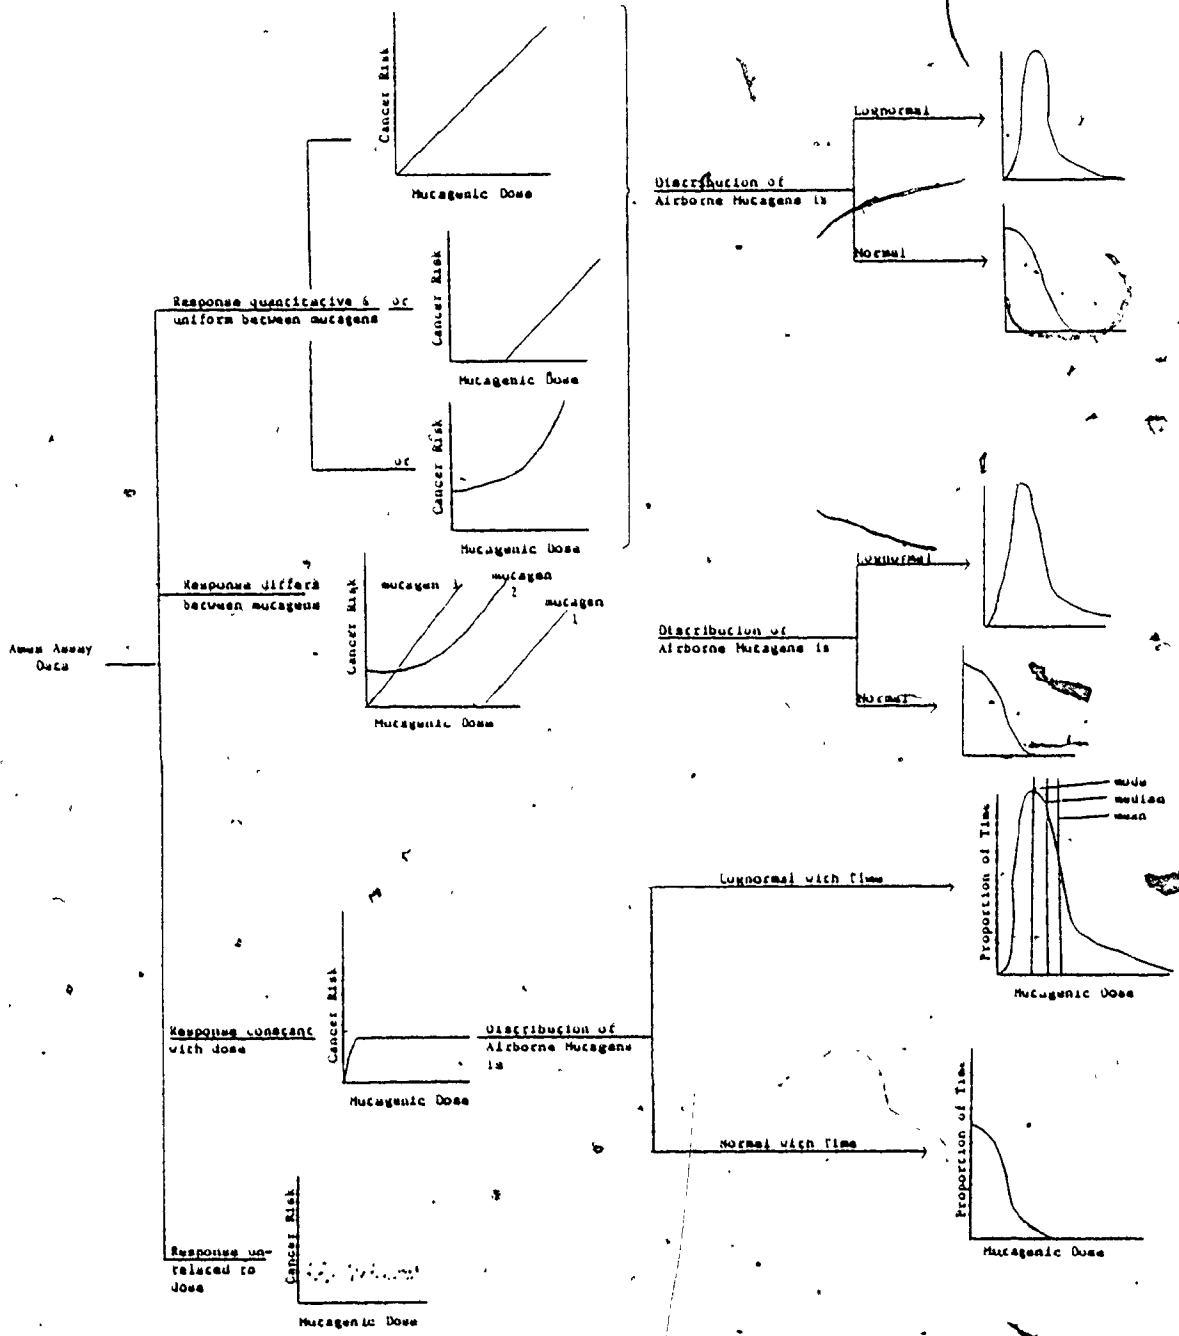 Cancer Risk
Mutagenic Dose
Lognormal
Distribution of
Airborne Mutagens is
Normal
Response quantitative &
uniform between mutagens
or
Cancer Risk
Mutagenic Dose
or
Cancer Risk
Mutagenic Dose
Response differs
between mutagens
Cancer Risk
mutagen
mutagen
2
mutagen
1
Mutagenic Dose
Lognormal
Distribution of
Airborne Mutagens is
Normal
Ames Assay
Data
Proportion of Time
mode
median
mean
Mutagenic Dose
Lognormal with Time
Response constant
with dose
Cancer Risk
Mutagenic Dose
Distribution of
Airborne Mutagens
is
Normal with Time
Proportion of Time
Mutagenic Dose
Response un-
related to
dose
Cancer Risk
Mutagenic Dose